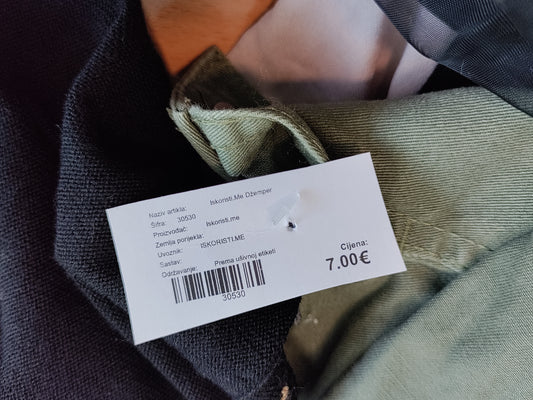 Naziv artikla: Iskoristi.Me Džemper
Šifra: 30530
Proizvođač: Iskoristi.me
Zemlja porijekla:
Uvoznik: ISKORISTI.ME
Sastav:
Održavanje: Prema ušivnoj etiketi
30530
Cijena:
7.00€